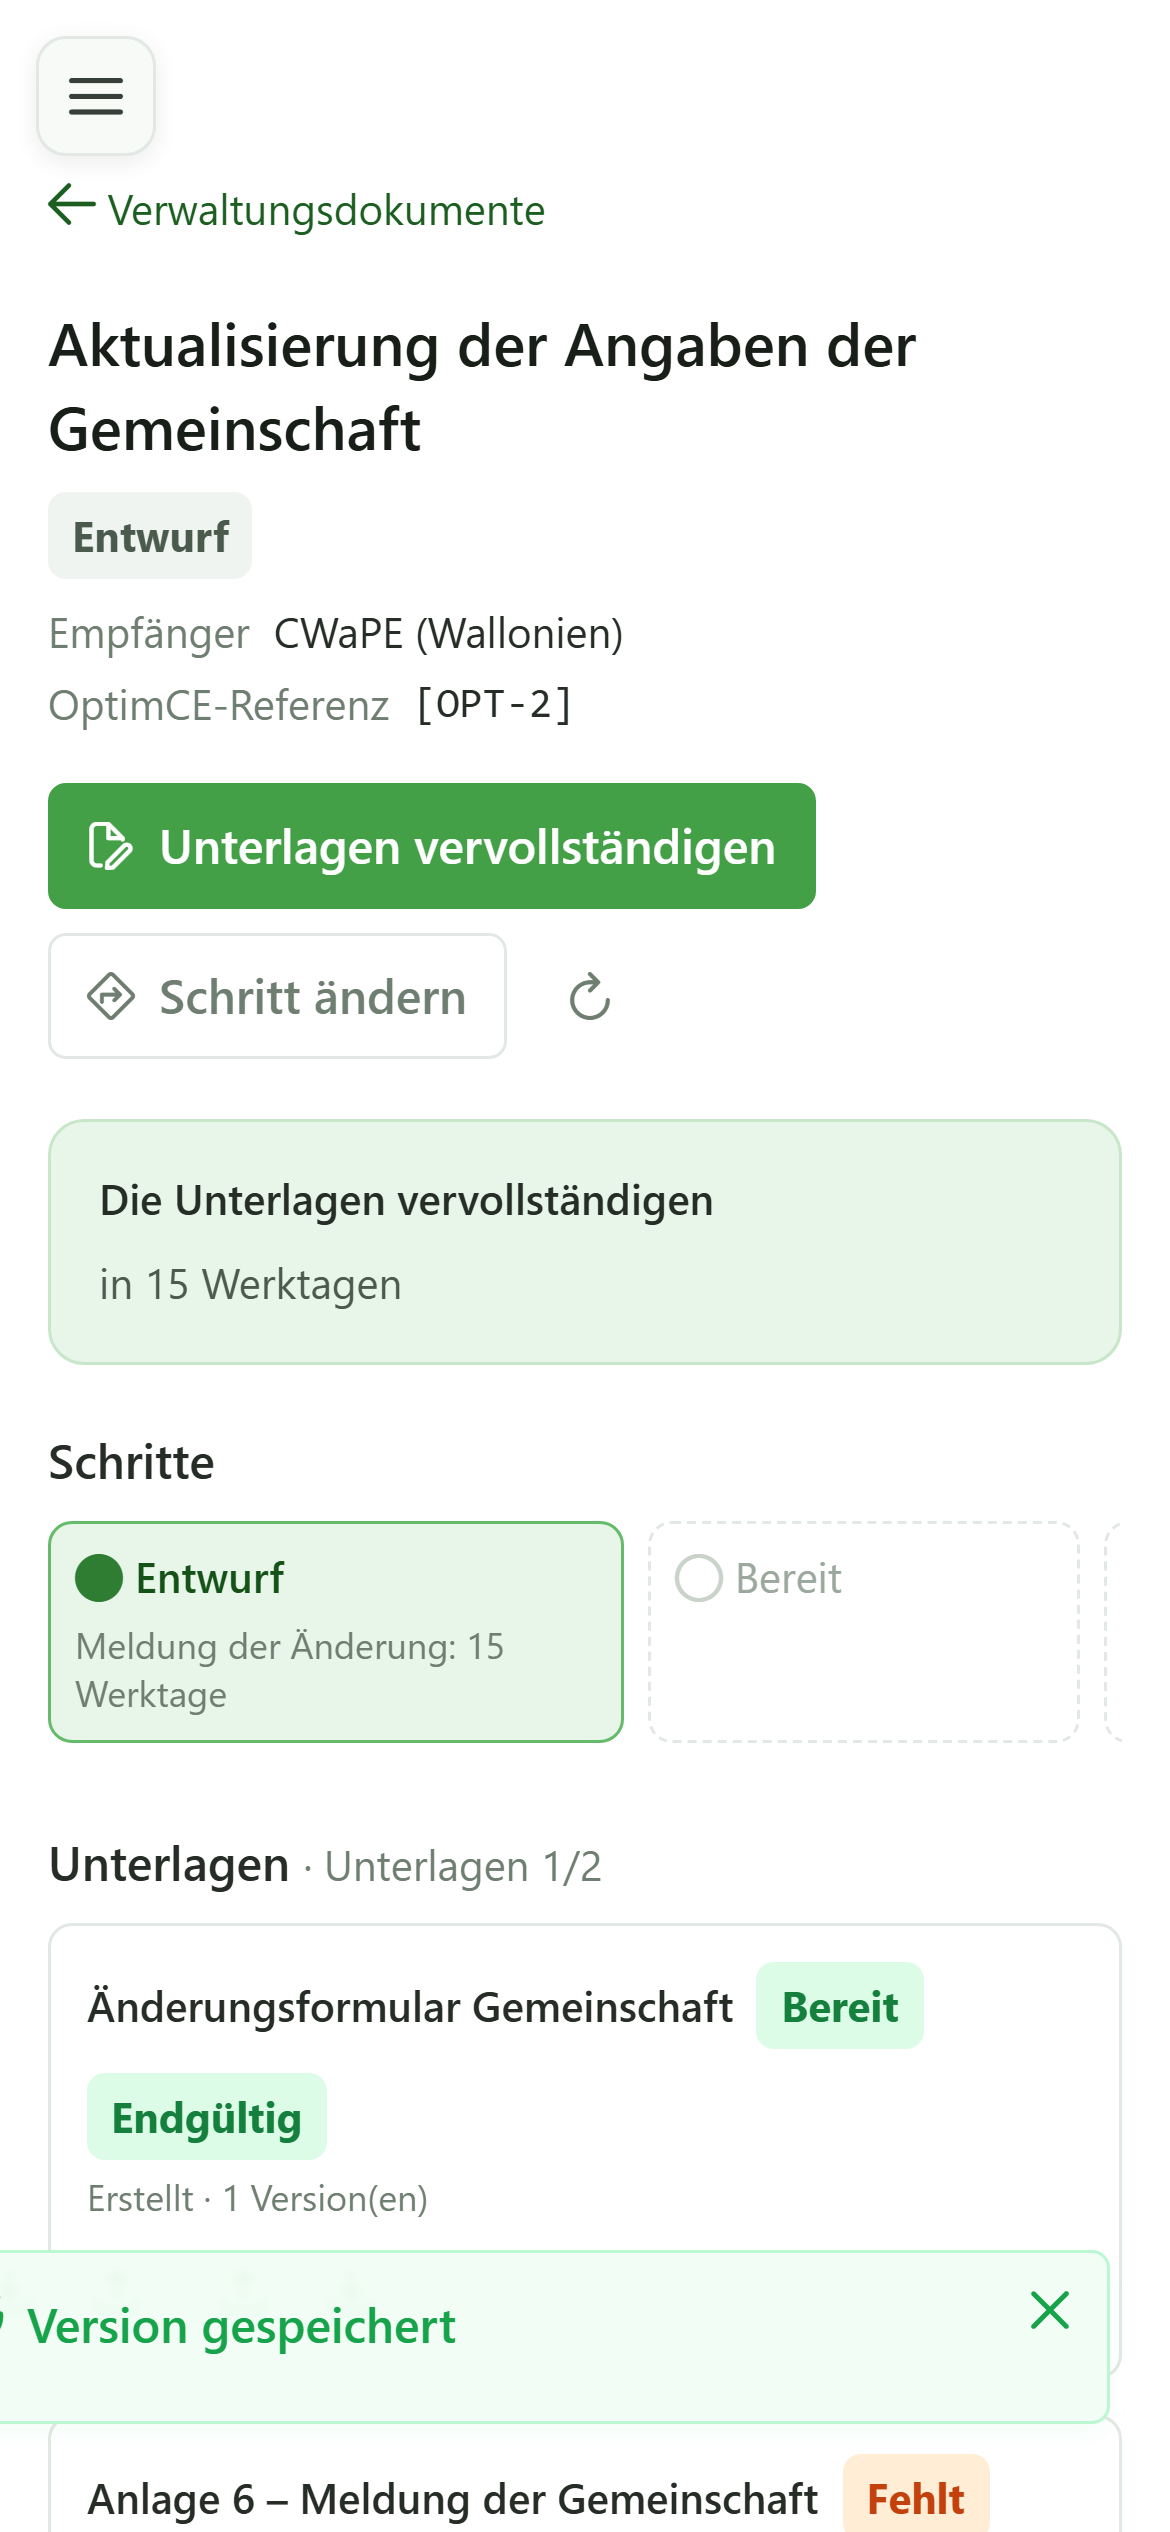 Verwaltungsdokumente
Aktualisierung der Angaben der
Gemeinschaft
Entwurf
Empfänger CWaPE (Wallonien)
OptimCE-Referenz [OPT-2]
Unterlagen vervollständigen
Schritt ändern
Die Unterlagen vervollständigen
in 15 Werktagen
Schritte
Entwurf
Meldung der Änderung: 15
Werktage
Bereit
Unterlagen · Unterlagen 1/2
Änderungsformular Gemeinschaft Bereit
Endgültig
Erstellt · 1 Version(en)
Version gespeichert
Anlage 6 – Meldung der Gemeinschaft Fehlt